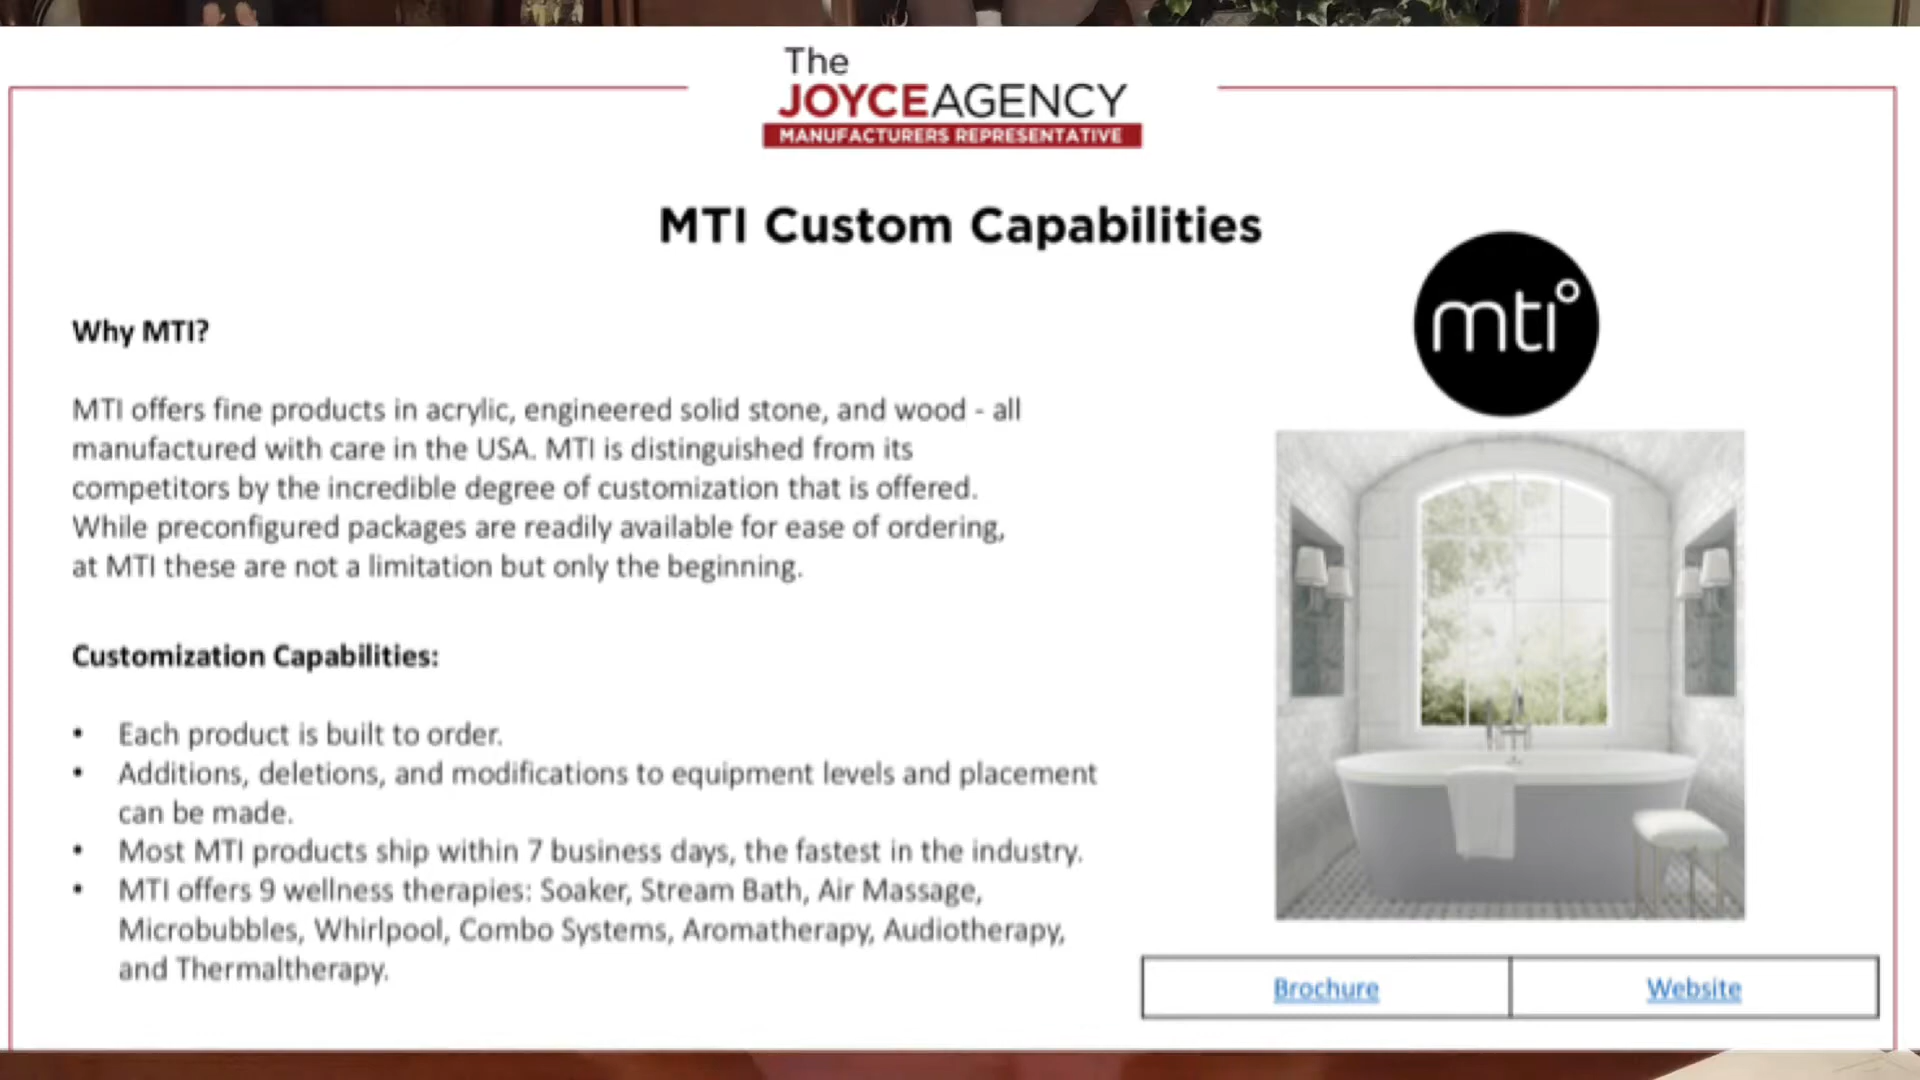 The
JOYCEAGENCY
MANUFACTURERS REPRESENTATIVE
MTI Custom Capabilities
mti
Why MTI?
MTI offers fine products in acrylic, engineered solid stone, and wood - all
manufactured with care in the USA. MTI is distinguished from its
competitors by the incredible degree of customization that is offered.
While preconfigured packages are readily available for ease of ordering,
at MTI these are not a limitation but only the beginning.
Customization Capabilities:
• Each product is built to order.
• Additions, deletions, and modifications to equipment levels and placement
can be made.
• Most MTI products ship within 7 business days, the fastest in the industry.
• MTI offers 9 wellness therapies: Soaker, Stream Bath, Air Massage,
Microbubbles, Whirlpool, Combo Systems, Aromatherapy, Audiotherapy,
and Thermaltherapy.
Brochure
Website